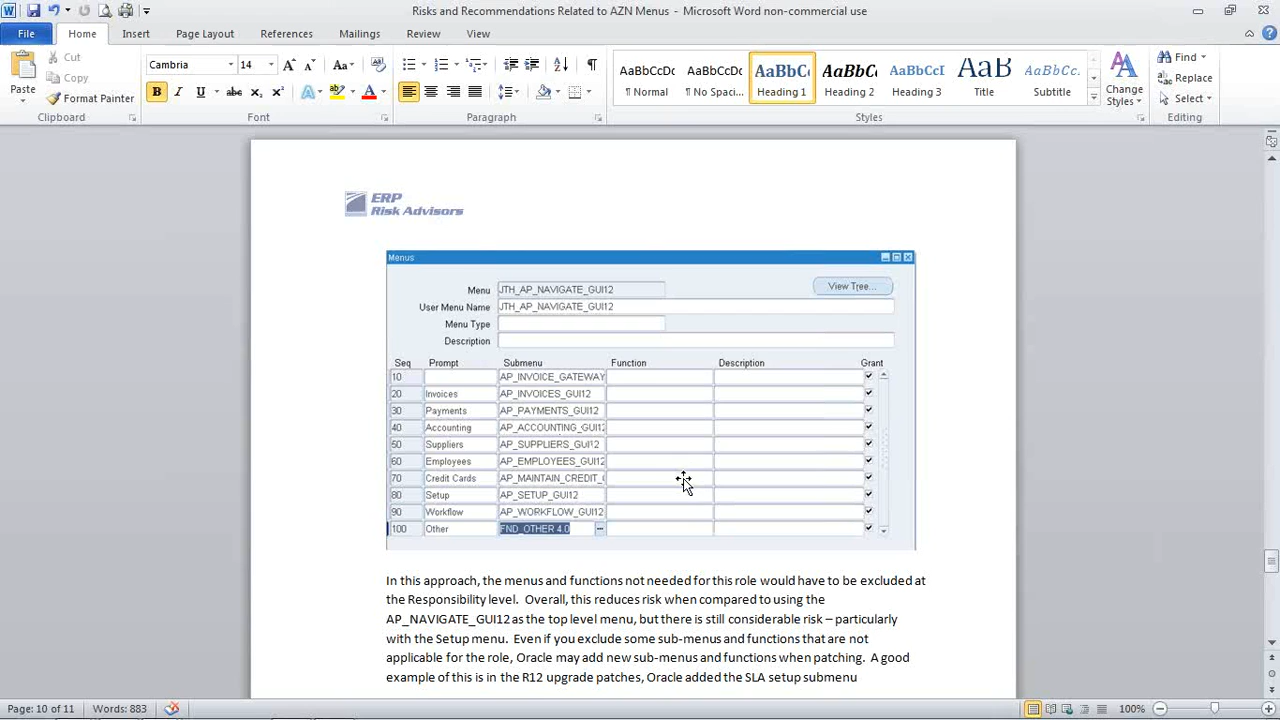 Risks and Recommendations Related to AZN Menus - Microsoft Word non-commercial use
File Home Insert Page Layout References Mailings Review View
Cut
Copy
Format Painter
Paste
Cambria 14
AaBbCcDc AaBbCcDc AaBbC AaBbCc AaBbCcI AaB AaBbCcL
¶ Normal ¶ No Spaci... Heading 1 Heading 2 Heading 3 Title Subtitle
Change Styles
Find
Replace
Select
Clipboard Font Paragraph Styles Editing
ERP
Risk Advisors
Menus
Menu JTH_AP_NAVIGATE_GUI12
View Tree...
User Menu Name JTH_AP_NAVIGATE_GUI12
Menu Type
Description
Seq Prompt Submenu Function Description Grant
10 AP_INVOICE_GATEWAY
20 Invoices AP_INVOICES_GUI12
30 Payments AP_PAYMENTS_GUI12
40 Accounting AP_ACCOUNTING_GUI12
50 Suppliers AP_SUPPLIERS_GUI12
60 Employees AP_EMPLOYEES_GUI12
70 Credit Cards AP_MAINTAIN_CREDIT_(
80 Setup AP_SETUP_GUI12
90 Workflow AP_WORKFLOW_GUI12
100 Other FND_OTHER 4.0
In this approach, the menus and functions not needed for this role would have to be excluded at
the Responsibility level.  Overall, this reduces risk when compared to using the
AP_NAVIGATE_GUI12 as the top level menu, but there is still considerable risk – particularly
with the Setup menu.  Even if you exclude some sub-menus and functions that are not
applicable for the role, Oracle may add new sub-menus and functions when patching.  A good
example of this is in the R12 upgrade patches, Oracle added the SLA setup submenu
Page: 10 of 11 Words: 883 100%